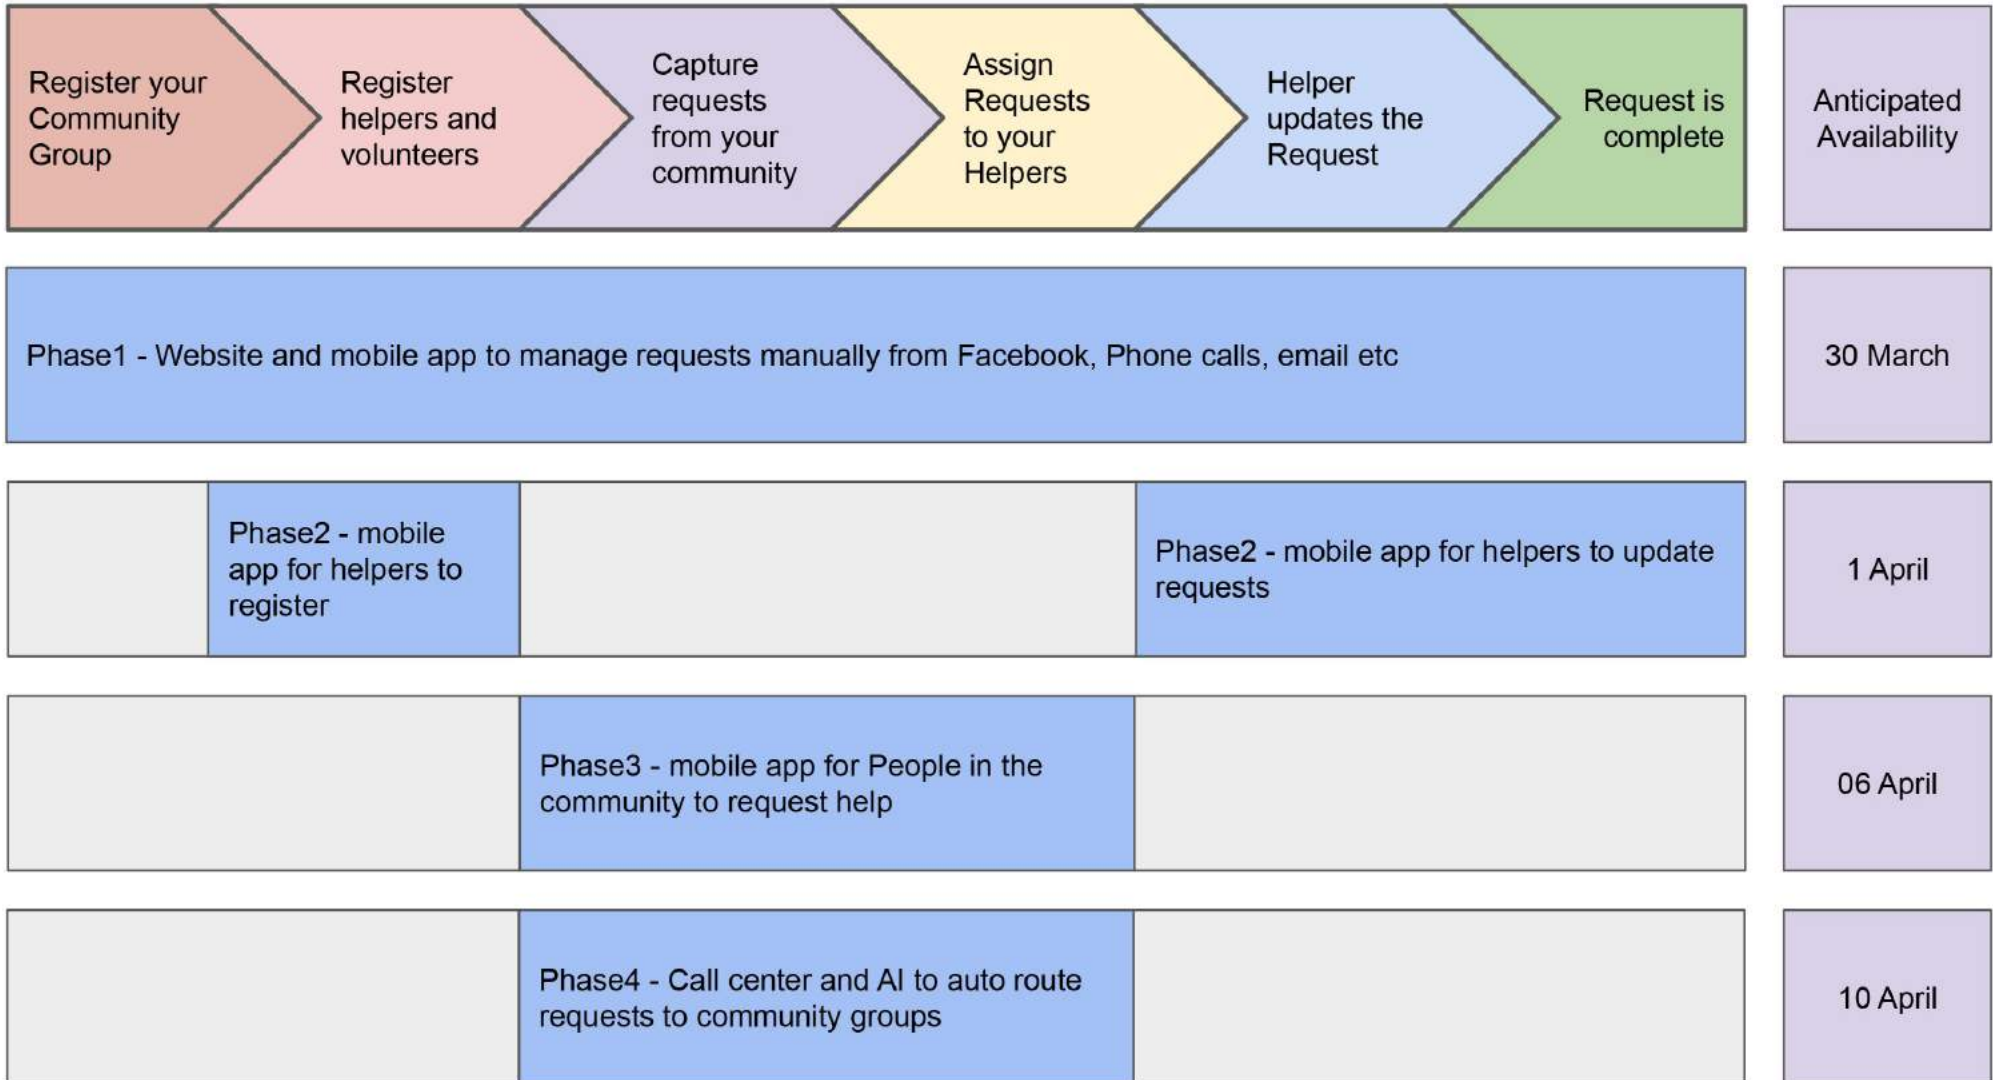 Register your
Community
Group
Register
helpers and
volunteers
Capture
requests
from your
community
Assign
Requests
to your
Helpers
Helper
updates the
Request
Request is
complete
Anticipated
Availability
Phase1 - Website and mobile app to manage requests manually from Facebook, Phone calls, email etc
30 March
Phase2 - mobile
app for helpers to
register
Phase2 - mobile app for helpers to update
requests
1 April
Phase3 - mobile app for People in the
community to request help
06 April
Phase4 - Call center and AI to auto route
requests to community groups
10 April